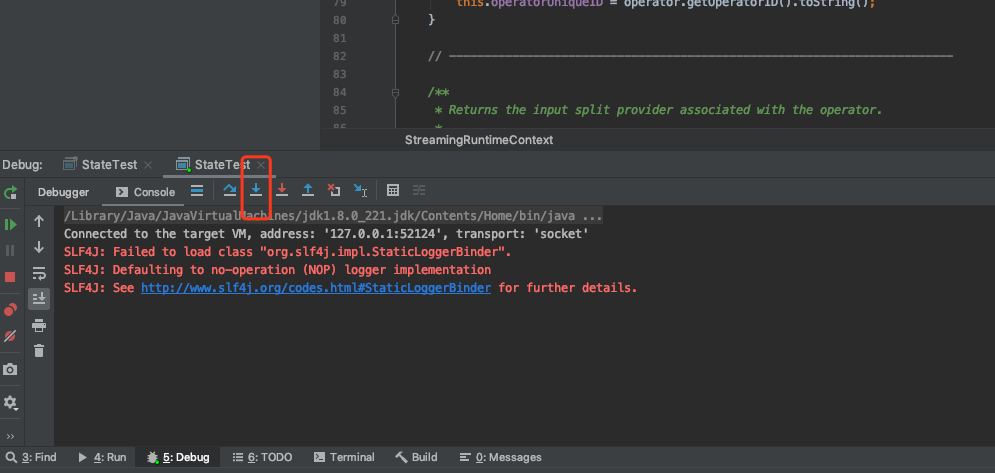 79 this.operatorUniqueID = operator.getOperatorID().toString();
80 }
81
82 // ------------------------------------------------------------------------
83
84 /**
85 * Returns the input split provider associated with the operator.
86 *
StreamingRuntimeContext
Debug: StateTest StateTest
Debugger Console
/Library/Java/JavaVirtualMachines/jdk1.8.0_221.jdk/Contents/Home/bin/java ...
Connected to the target VM, address: '127.0.0.1:52124', transport: 'socket'
SLF4J: Failed to load class "org.slf4j.impl.StaticLoggerBinder".
SLF4J: Defaulting to no-operation (NOP) logger implementation
SLF4J: See http://www.slf4j.org/codes.html#StaticLoggerBinder for further details.
3: Find 4: Run 5: Debug 6: TODO Terminal Build 0: Messages